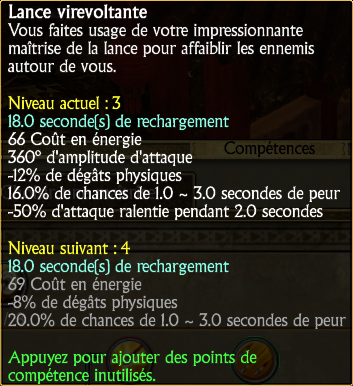 Lance virevoltante
Vous faites usage de votre impressionnante
maîtrise de la lance pour affaiblir les ennemis
autour de vous.
Niveau actuel : 3
18.0 seconde(s) de rechargement
66 Coût en énergie
360° d'amplitude d'attaque
Compétences
-12% de dégâts physiques
16.0% de chances de 1.0 ~ 3.0 secondes de peur
-50% d'attaque ralentie pendant 2.0 secondes
Niveau suivant : 4
18.0 seconde(s) de rechargement
69 Coût en énergie
-8% de dégâts physiques
20.0% de chances de 1.0 ~ 3.0 secondes de peur
Appuyez pour ajouter des points de
compétence inutilisés.